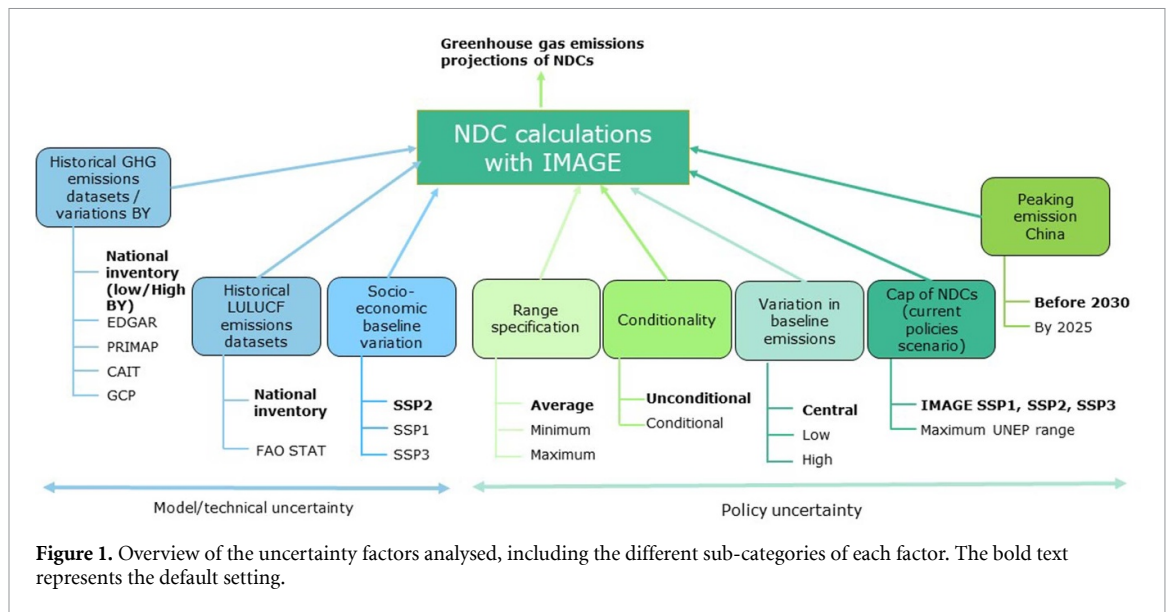 Greenhouse gas emissions
projections of NDCs
NDC calculations
with IMAGE
Historical GHG
emissions
datasets /
variations BY
National
inventory
(low/High
BY)
EDGAR
PRIMAP
CAIT
GCP
Historical
LULUCF
emissions
datasets
National
inventory
FAO STAT
Socio-
economic
baseline
variation
SSP2
SSP1
SSP3
Range
specification
Average
Minimum
Maximum
Conditionality
Unconditional
Conditional
Variation in
baseline
emissions
Central
Low
High
Cap of NDCs
(current
policies
scenario)
IMAGE SSP1, SSP2, SSP3
Maximum UNEP range
Peaking
emission
China
Before 2030
By 2025
Model/technical uncertainty
Policy uncertainty
Figure 1. Overview of the uncertainty factors analysed, including the different sub-categories of each factor. The bold text
represents the default setting.